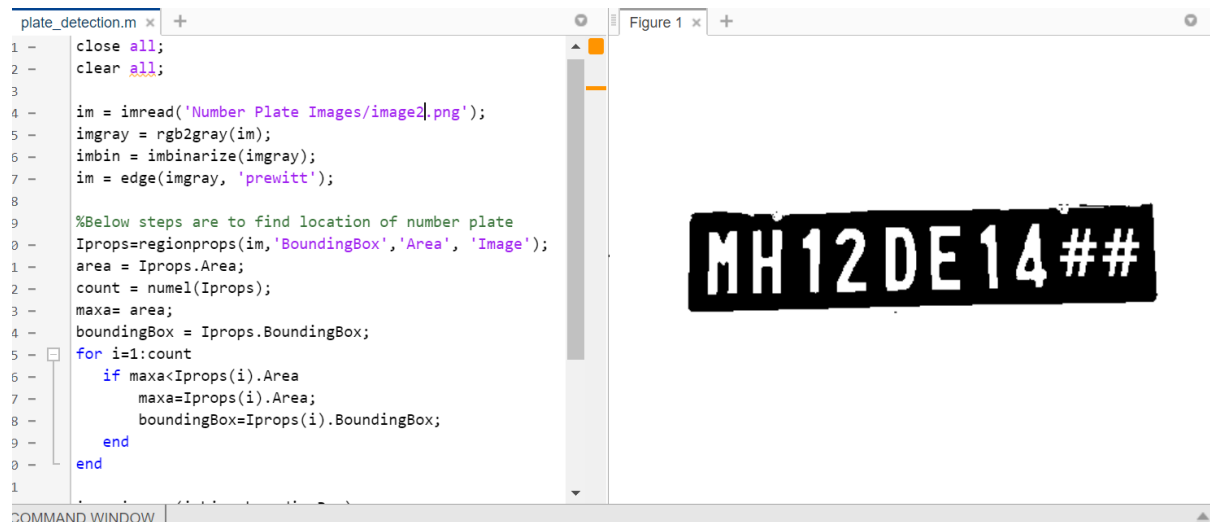 plate_detection.m × +
1 - close all;
2 - clear all;
3
4 - im = imread('Number Plate Images/image2.png');
5 - imgray = rgb2gray(im);
6 - imbin = imbinarize(imgray);
7 - im = edge(imgray, 'prewitt');
8
9 %Below steps are to find location of number plate
0 - Iprops=regionprops(im,'BoundingBox','Area', 'Image');
1 - area = Iprops.Area;
2 - count = numel(Iprops);
3 - maxa= area;
4 - boundingBox = Iprops.BoundingBox;
5 - for i=1:count
6 - if maxa<Iprops(i).Area
7 - maxa=Iprops(i).Area;
8 - boundingBox=Iprops(i).BoundingBox;
9 - end
0 - end
1
COMMAND WINDOW
Figure 1 × +
MH12DE14##